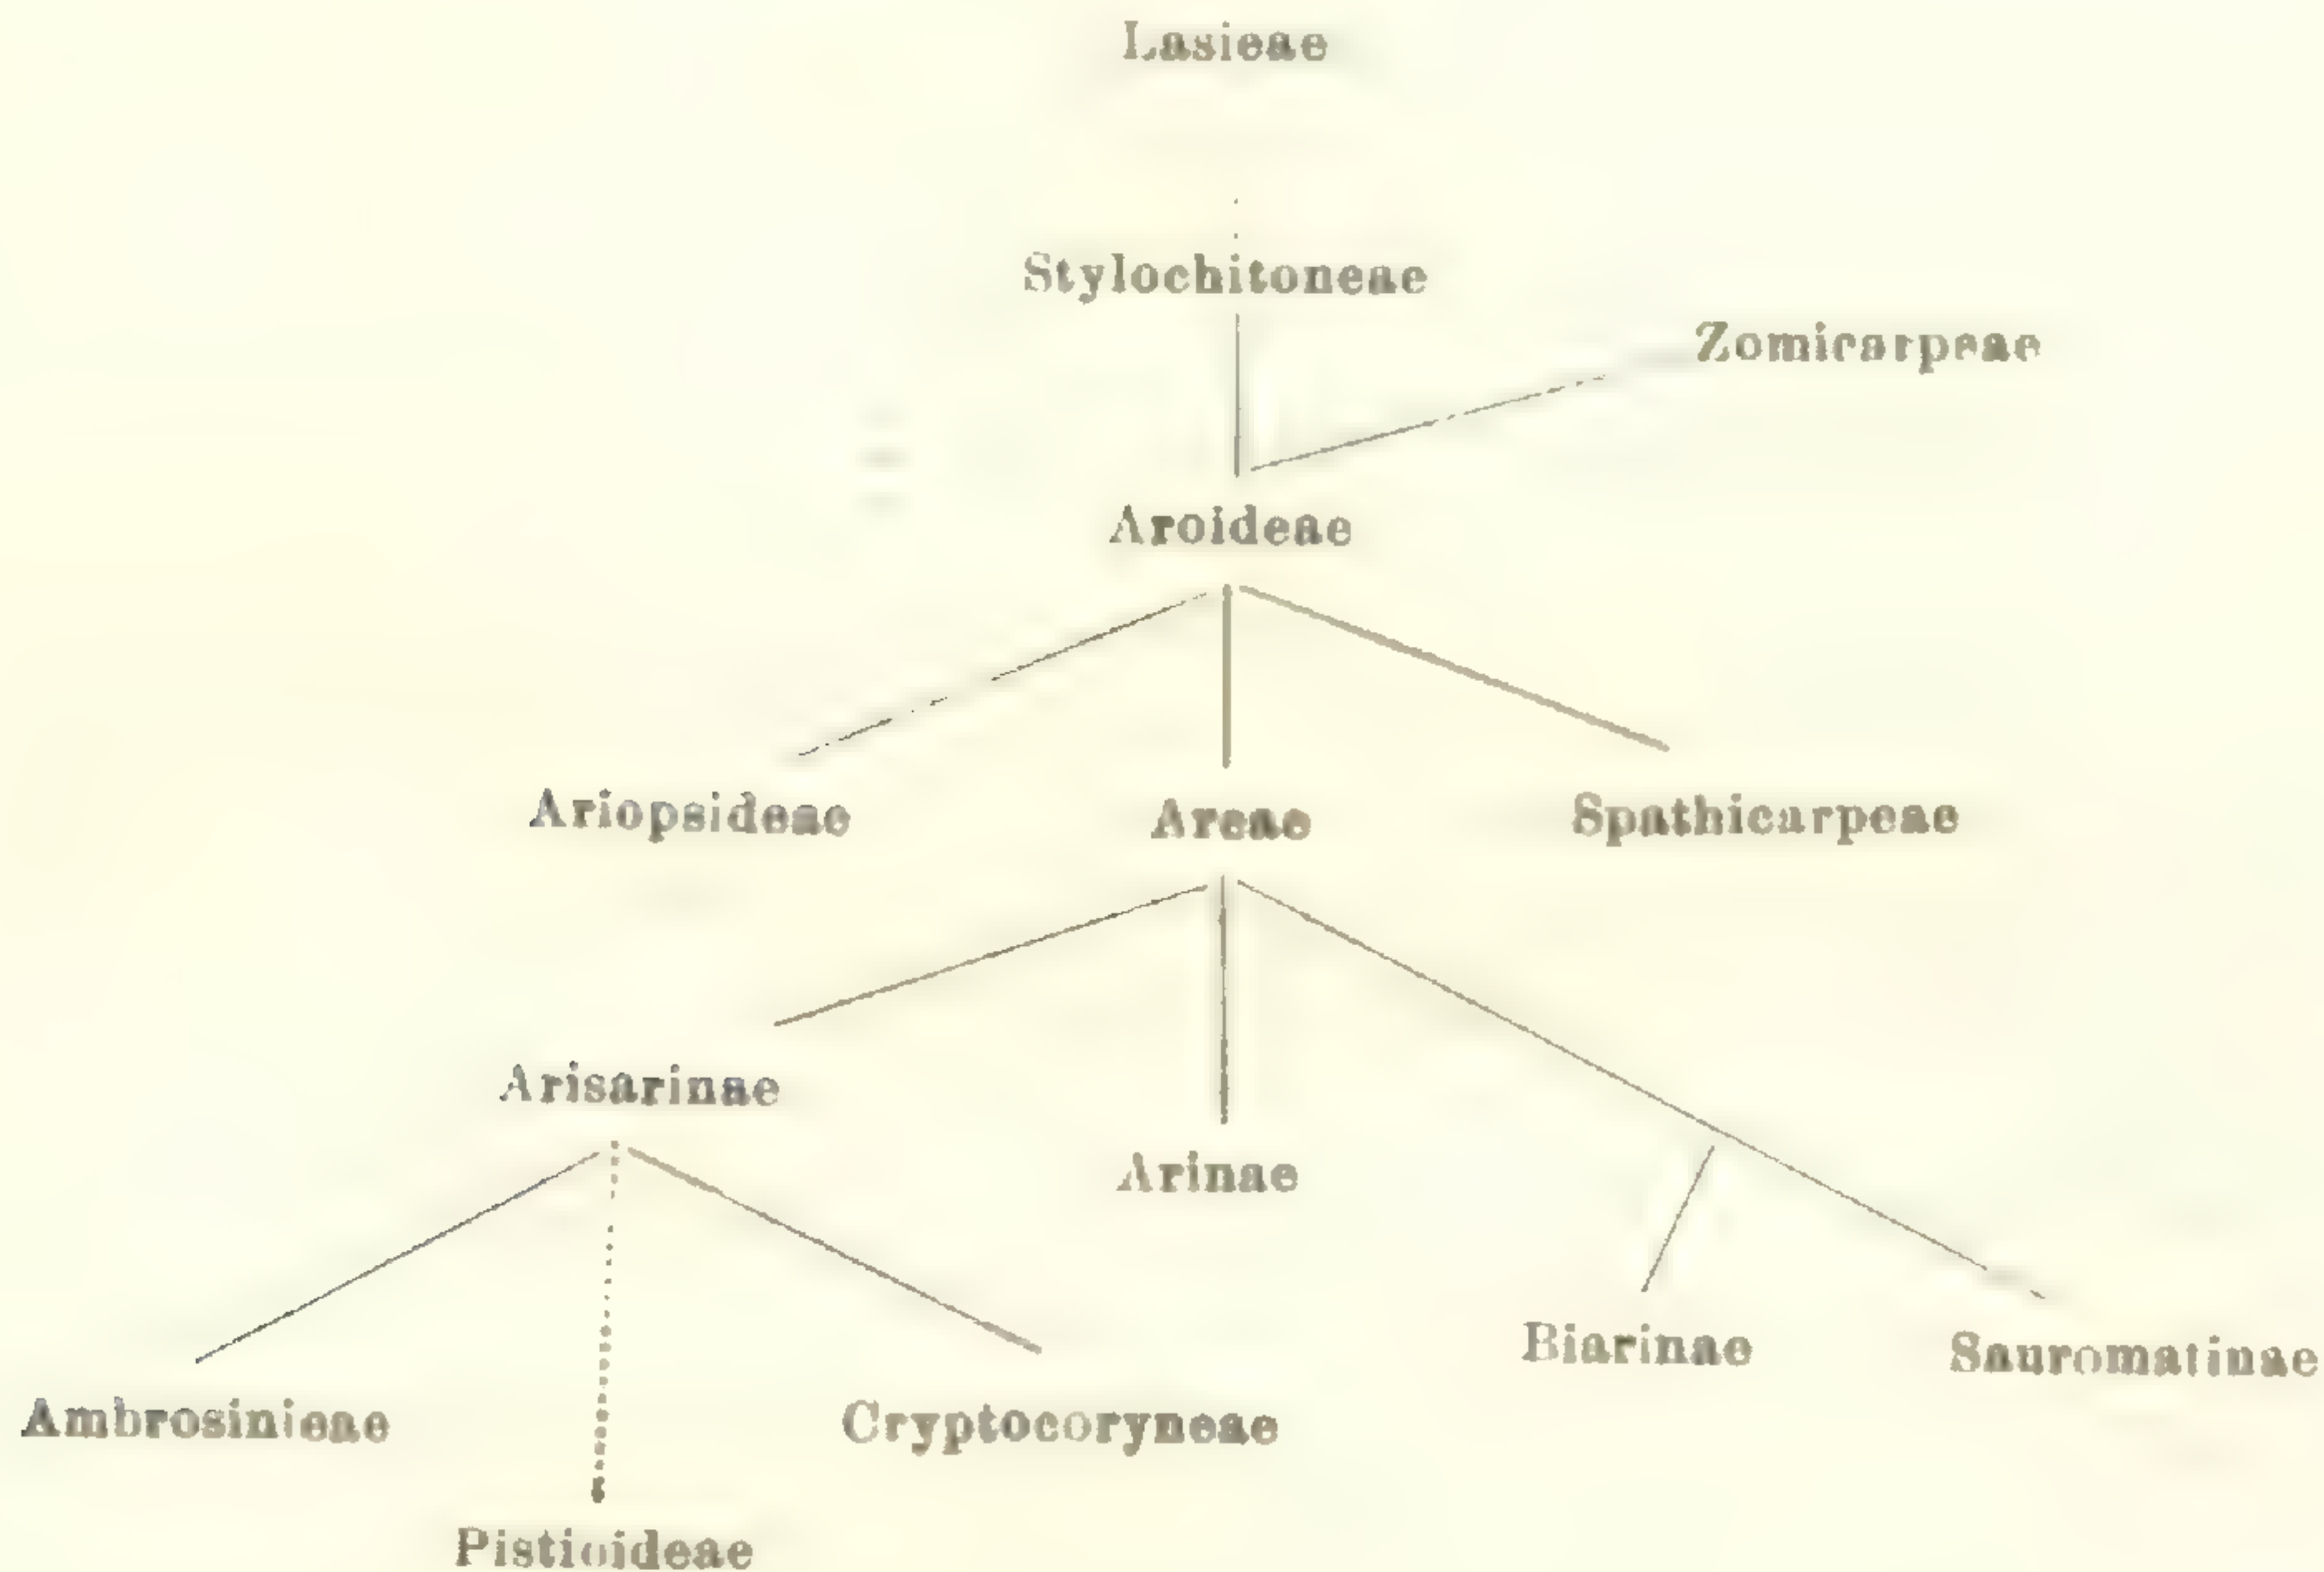 Lasieae
Stylochitoneae
Zomicarpeae
Aroideae
Ariopsideae
Areae
Spathicarpeae
Arisarinae
Arinae
Biarinae
Sauromatinae
Ambrosinieae
Cryptocoryneae
Pistioideae